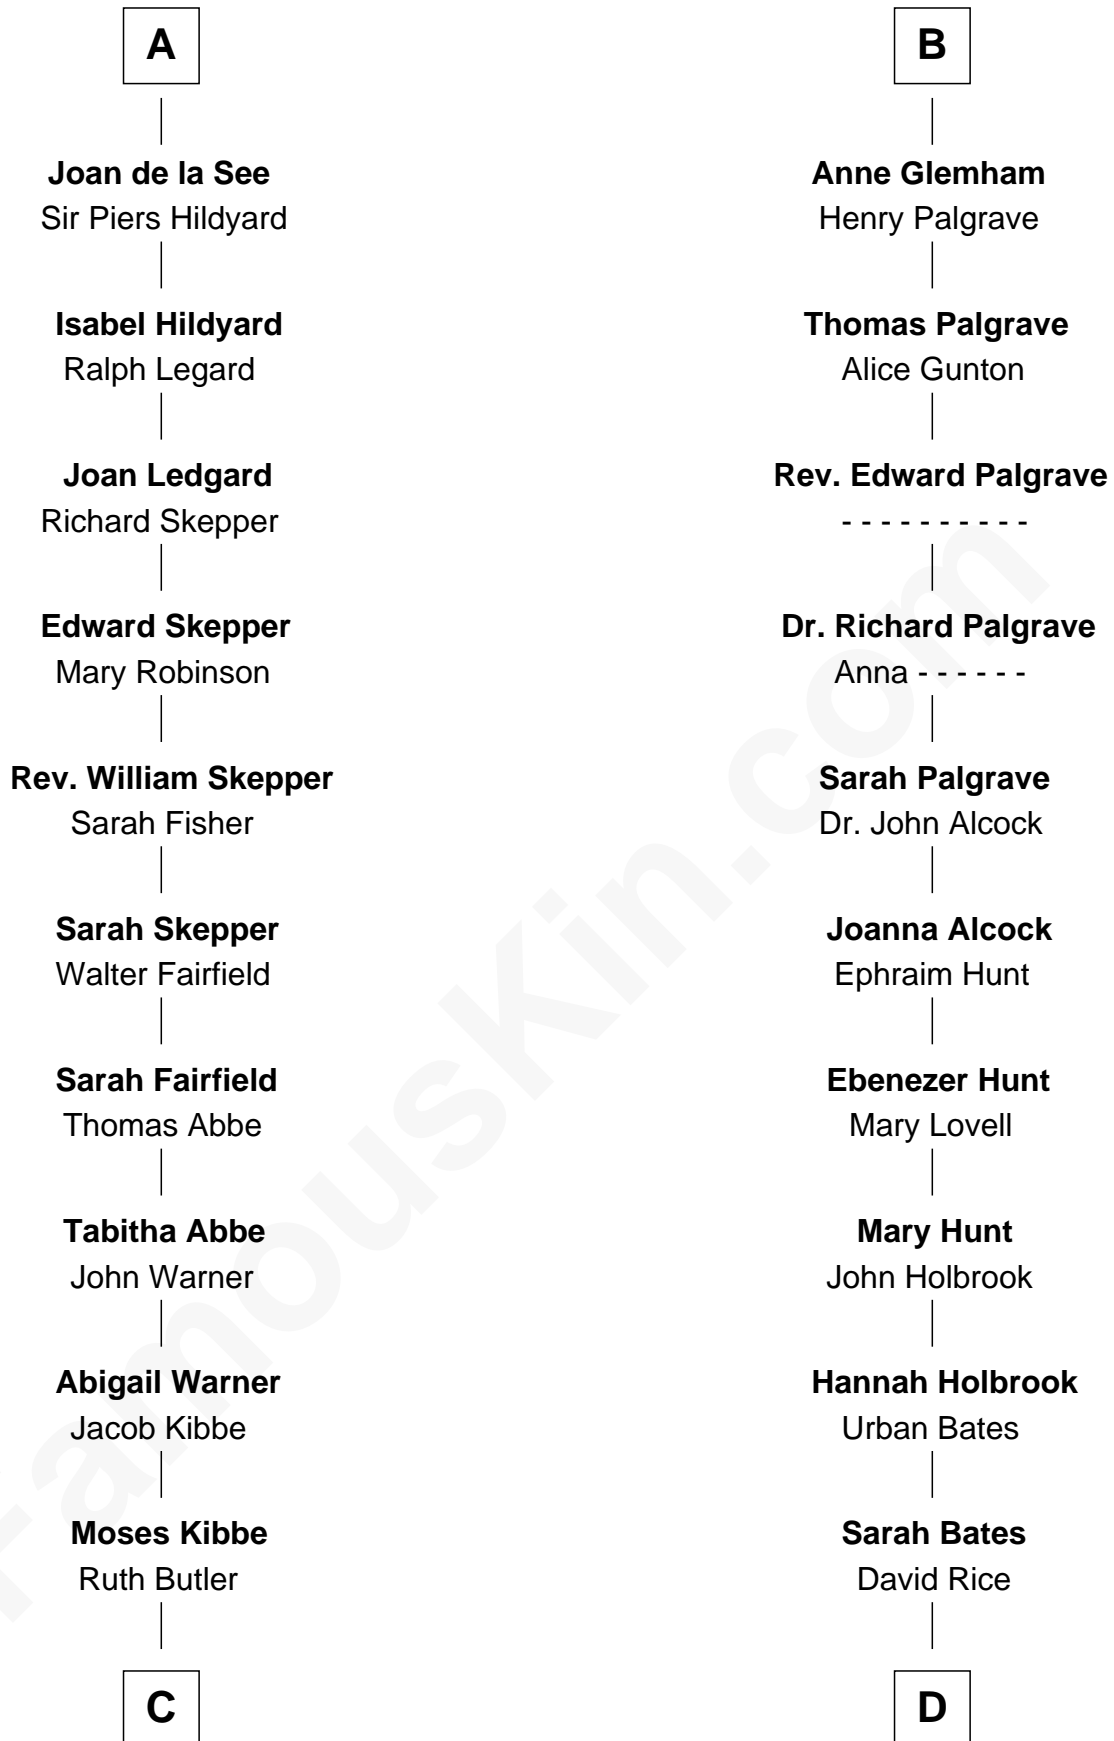 A
Joan de la See
Sir Piers Hildyard
Isabel Hildyard
Ralph Legard
Joan Ledgard
Richard Skepper
Edward Skepper
Mary Robinson
Rev. William Skepper
Sarah Fisher
Sarah Skepper
Walter Fairfield
Sarah Fairfield
Thomas Abbe
Tabitha Abbe
John Warner
Abigail Warner
Jacob Kibbe
Moses Kibbe
Ruth Butler
C
B
Anne Glemham
Henry Palgrave
Thomas Palgrave
Alice Gunton
Rev. Edward Palgrave
- - - - - - - - - -
Dr. Richard Palgrave
Anna - - - - - -
Sarah Palgrave
Dr. John Alcock
Joanna Alcock
Ephraim Hunt
Ebenezer Hunt
Mary Lovell
Mary Hunt
John Holbrook
Hannah Holbrook
Urban Bates
Sarah Bates
David Rice
D
FamousKin.com